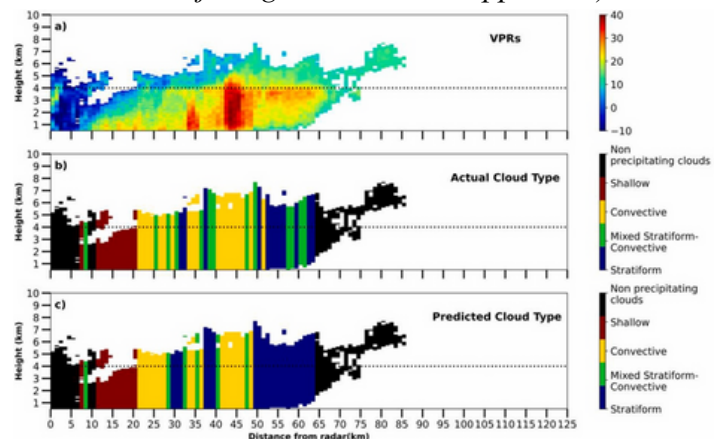 a)
VPRs
Height (km)
10
9
8
7
6
5
4
3
2
1
40
30
20
10
0
−10
b)
Actual Cloud Type
Height (km)
10
9
8
7
6
5
4
3
2
1
Non
precipitating clouds
Shallow
Convective
Mixed Stratiform-
Convective
Stratiform
c)
Predicted Cloud Type
Height (km)
10
9
8
7
6
5
4
3
2
1
Non precipitating
clouds
Shallow
Convective
Mixed Stratiform-
Convective
Stratiform
0 5 10 15 20 25 30 35 40 45 50 55 60 65 70 75 80 85 90 95 100 105 110 115 120 125
Distance from radar(km)